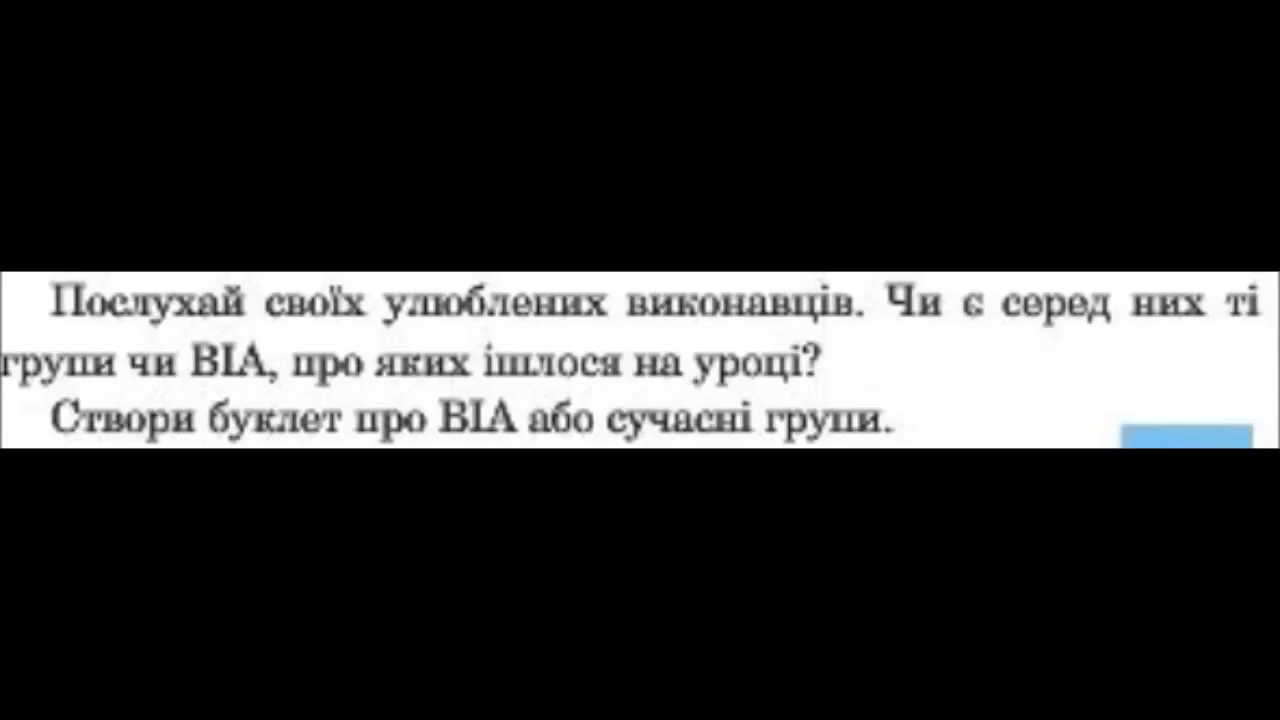 Послухай своїх улюблених виконавців. Чи є серед них ті
групи чи ВІА, про яких ішлося на уроці?
Створи буклет про ВІА або сучасні групи.